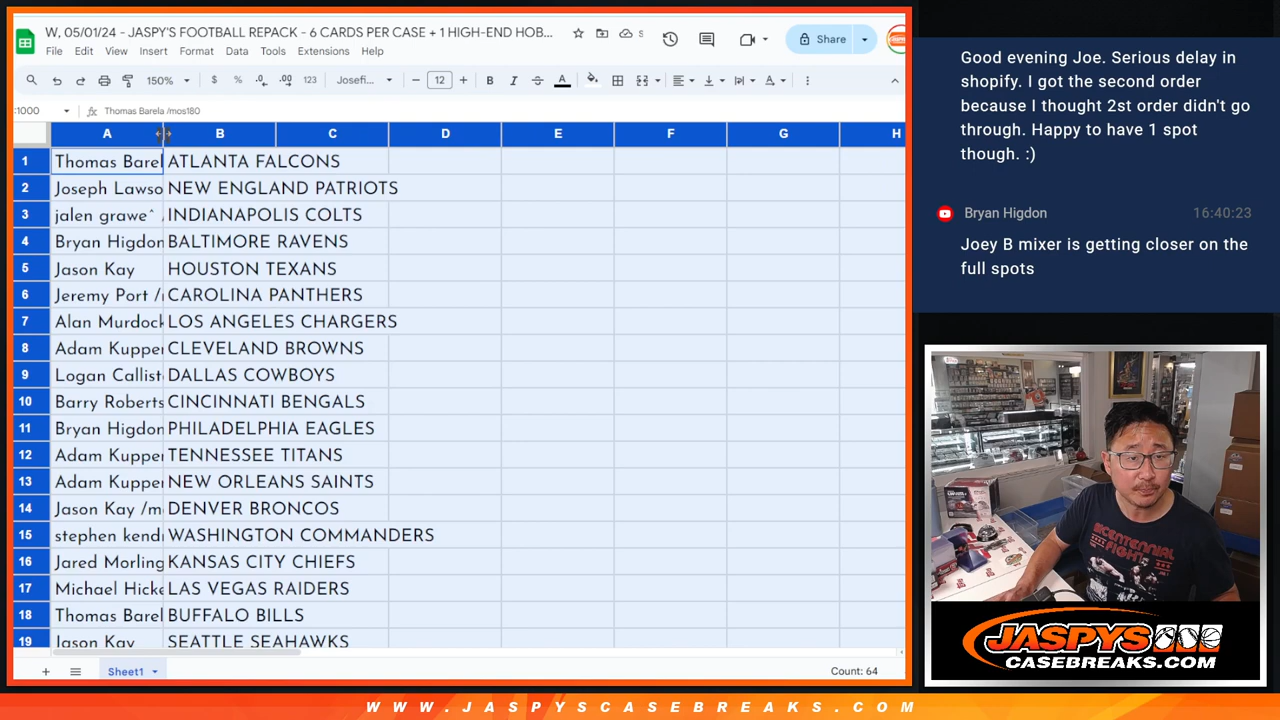 W, 05/01/24 - JASPY'S FOOTBALL REPACK - 6 CARDS PER CASE + 1 HIGH-END HOB...
File Edit View Insert Format Data Tools Extensions Help
Share
150% $ % .0 .00 123 Josefi... 12 B I A
:1000 fx Thomas Barela /mos180
A B C D E F G H
1 Thomas Barel ATLANTA FALCONS
2 Joseph Lawso NEW ENGLAND PATRIOTS
3 jalen grawe^ INDIANAPOLIS COLTS
4 Bryan Higdon BALTIMORE RAVENS
5 Jason Kay HOUSTON TEXANS
6 Jeremy Port /r CAROLINA PANTHERS
7 Alan Murdock LOS ANGELES CHARGERS
8 Adam Kupper CLEVELAND BROWNS
9 Logan Callist DALLAS COWBOYS
10 Barry Roberts CINCINNATI BENGALS
11 Bryan Higdon PHILADELPHIA EAGLES
12 Adam Kupper TENNESSEE TITANS
13 Adam Kupper NEW ORLEANS SAINTS
14 Jason Kay /m DENVER BRONCOS
15 stephen kend WASHINGTON COMMANDERS
16 Jared Morling KANSAS CITY CHIEFS
17 Michael Hicke LAS VEGAS RAIDERS
18 Thomas Barel BUFFALO BILLS
19 Jason Kay SEATTLE SEAHAWKS
Sheet1
Count: 64
Good evening Joe. Serious delay in
shopify. I got the second order
because I thought 2st order didn't go
through. Happy to have 1 spot
though. :)
Bryan Higdon 16:40:23
Joey B mixer is getting closer on the
full spots
BICENTENNIAL
FIGHT
JASPYS
CASEBREAKS.COM
WWW.JASPYSCASEBREAKS.COM